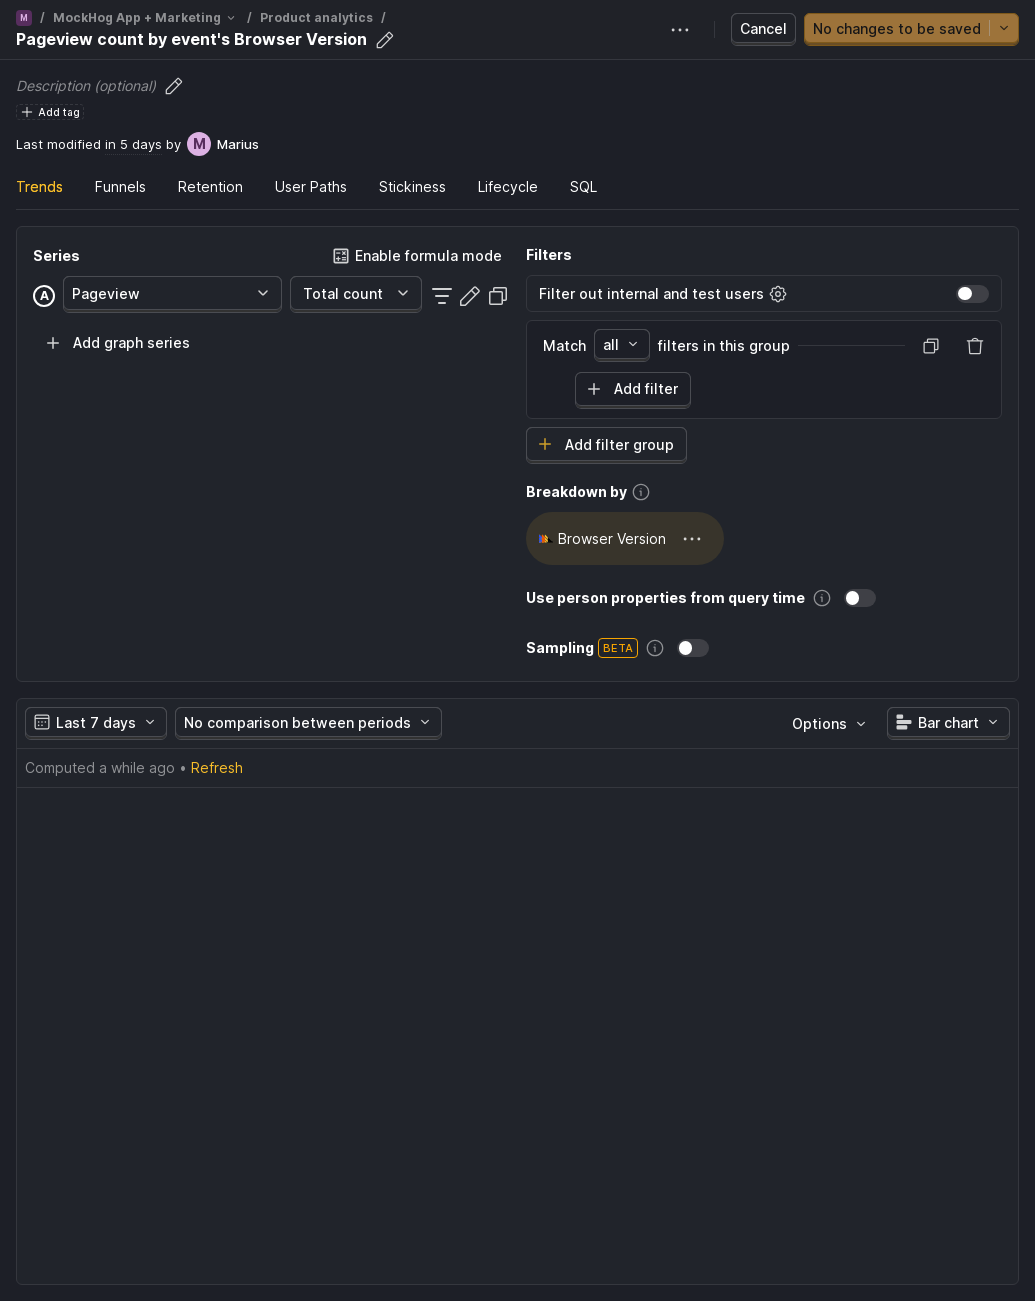 M / MockHog App + Marketing / Product analytics /
Pageview count by event's Browser Version
Cancel
No changes to be saved
Description (optional)
Add tag
Last modified in 5 days by M Marius
Trends Funnels Retention User Paths Stickiness Lifecycle SQL
Series
Enable formula mode
A Pageview Total count
Add graph series
Filters
Filter out internal and test users
Match all filters in this group
Add filter
Add filter group
Breakdown by
Browser Version
Use person properties from query time
Sampling BETA
Last 7 days No comparison between periods Options Bar chart
Computed a while ago • Refresh